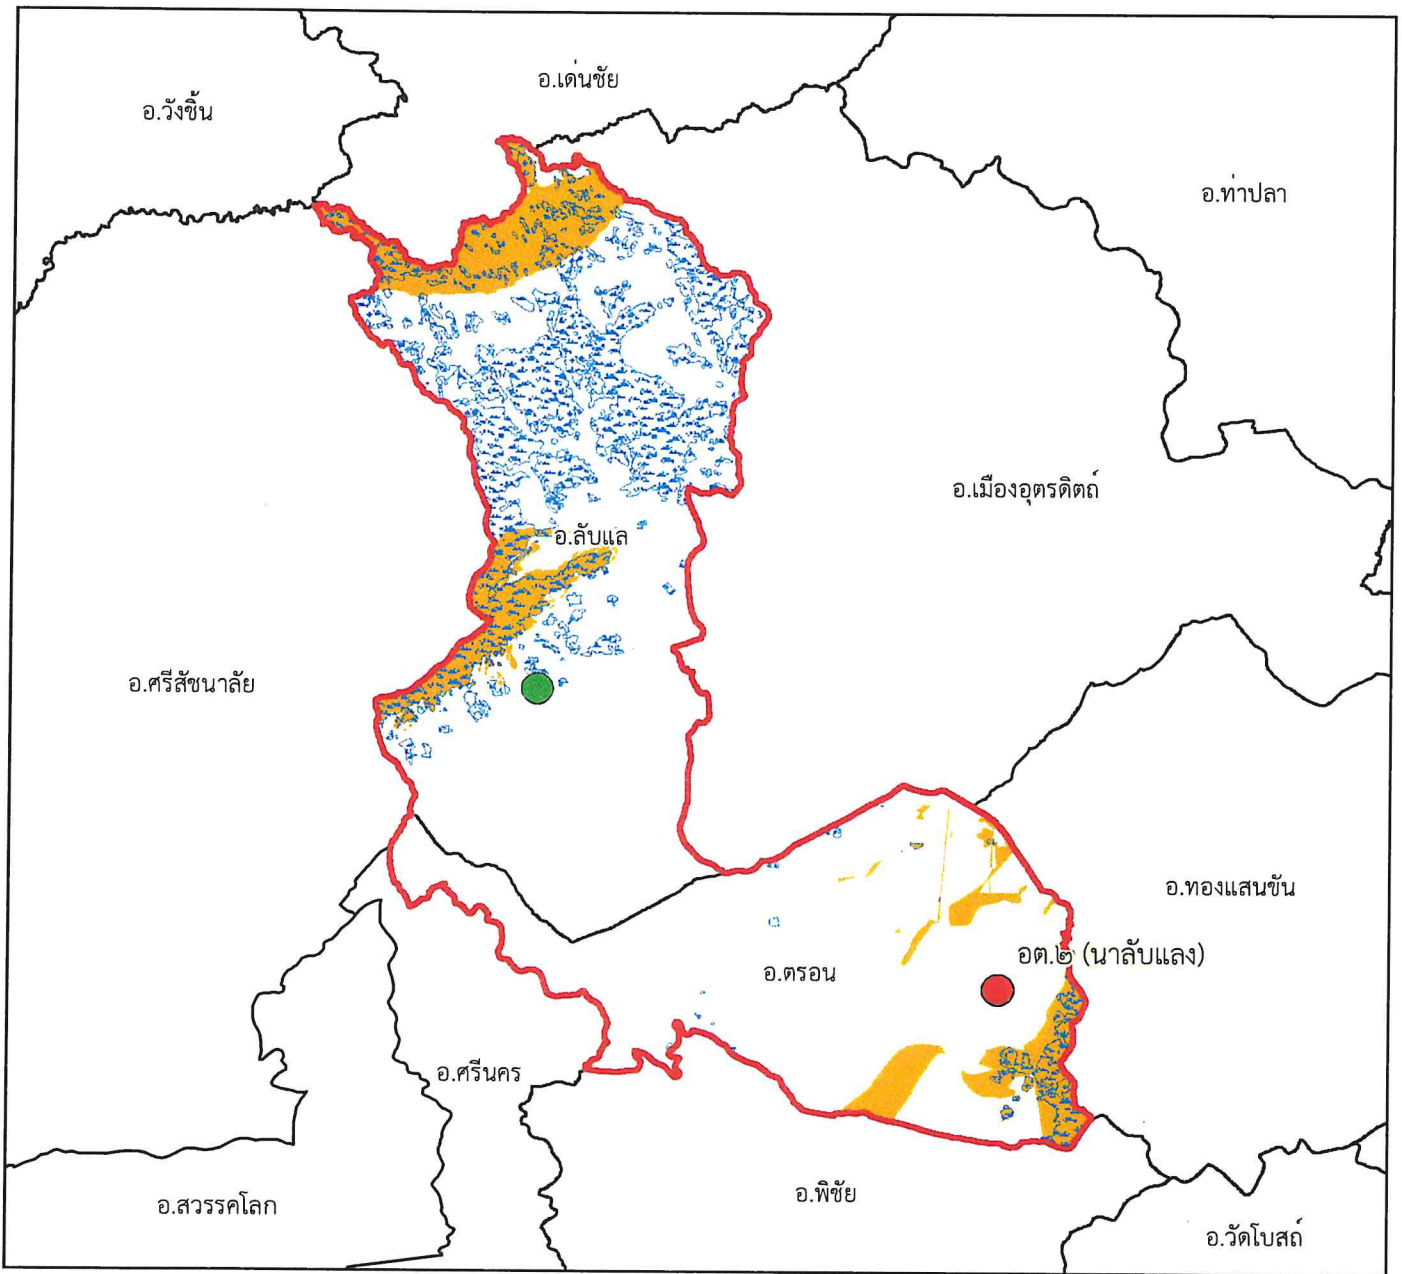 อ.เด่นชัย
อ.วังชิ้น
อ.ท่าปลา
อ.เมืองอุตรดิตถ์
อ.ลับแล
อ.ศรีสัชนาลัย
อ.ทองแสนขัน
อต.๒ (นาลับแลง)
อ.ตรอน
อ.ศรีนคร
อ.พิชัย
อ.สวรรคโลก
อ.วัดโบสถ์